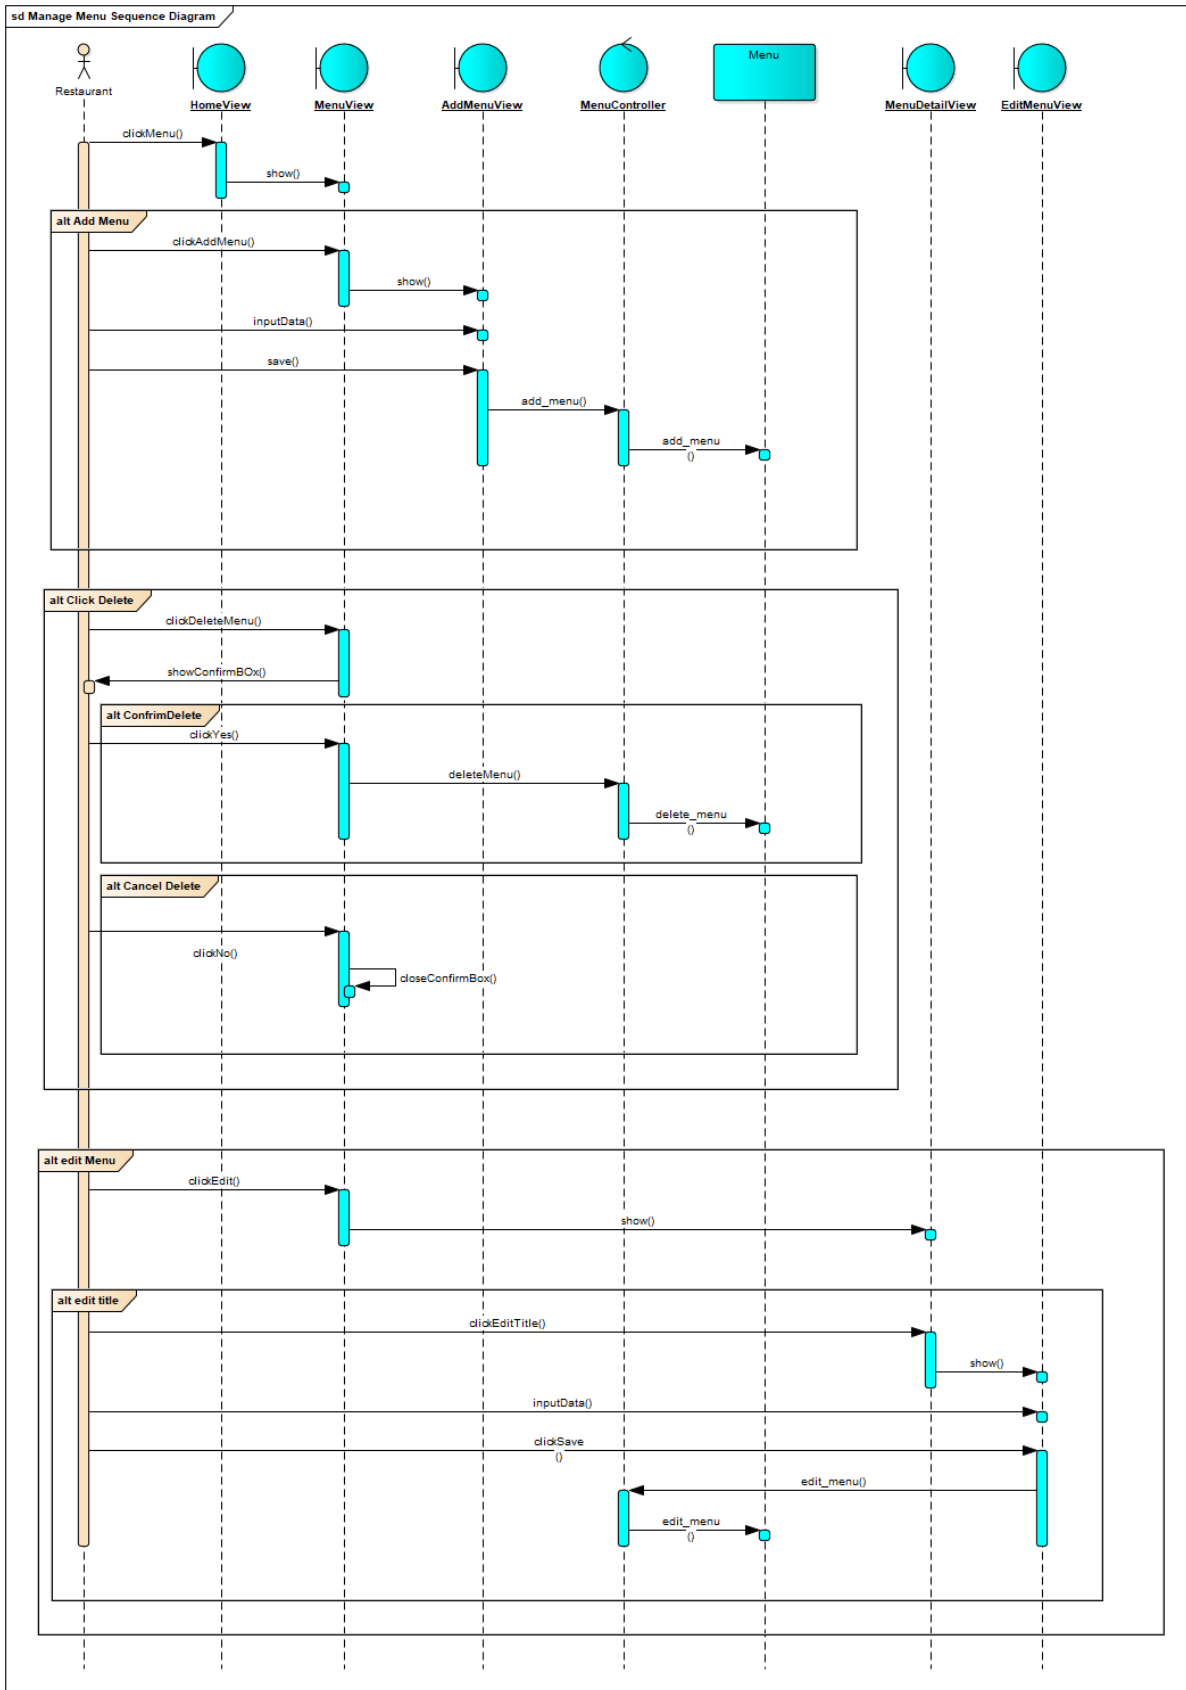 sd Manage Menu Sequence Diagram
Restaurant
HomeView
MenuView
AddMenuView
MenuController
Menu
MenuDetailView
EditMenuView
clickMenu()
show()
alt Add Menu
clickAddMenu()
show()
inputData()
save()
add_menu()
add_menu
()
alt Click Delete
clickDeleteMenu()
showConfirmBOx()
alt ConfrimDelete
clickYes()
deleteMenu()
delete_menu
()
alt Cancel Delete
clickNo()
closeConfirmBox()
alt edit Menu
clickEdit()
show()
alt edit title
clickEditTitle()
show()
inputData()
clickSave
()
edit_menu()
edit_menu
()